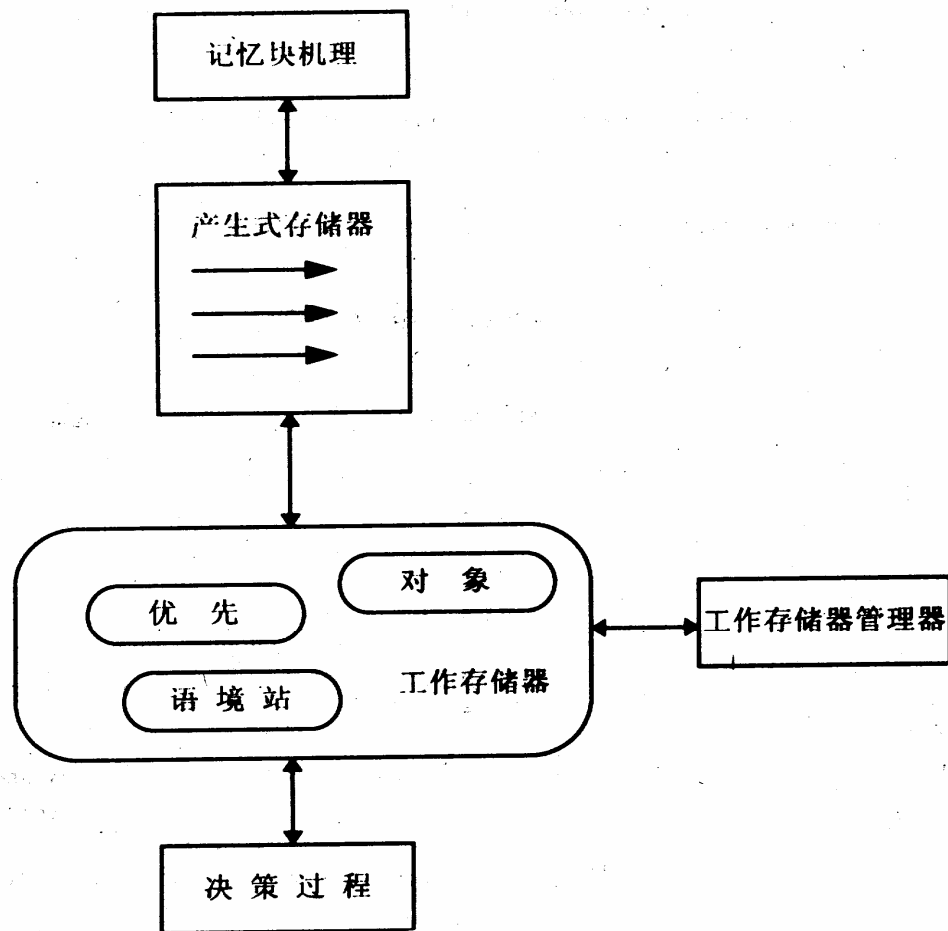 记忆块机理
产生式存储器
对 象
优 先
工作存储器管理器
语境站
工作存储器
决策过程